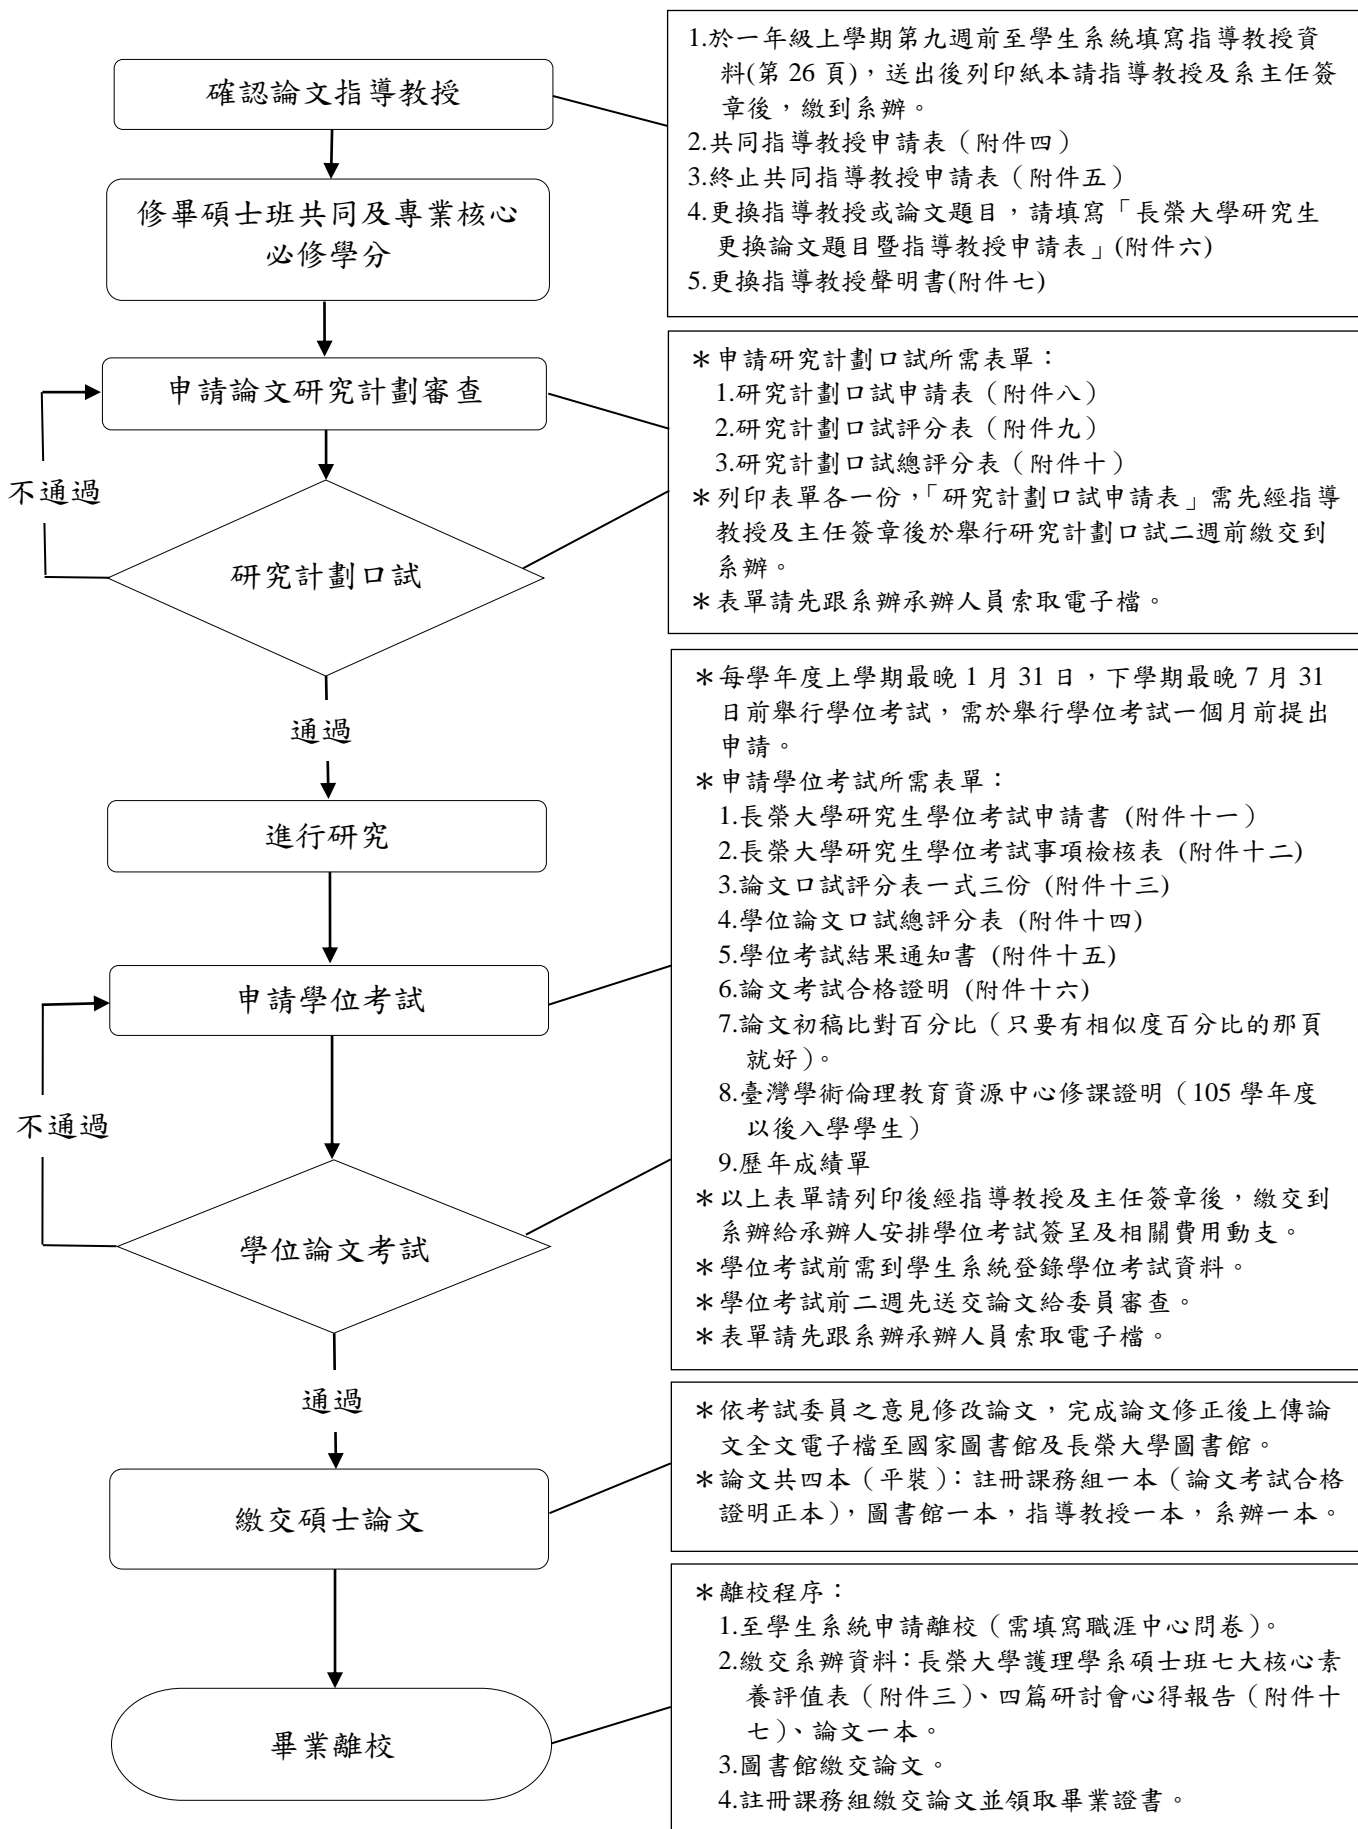 確認論文指導教授
1.於一年級上學期第九週前至學生系統填寫指導教授資
料(第 26 頁)，送出後列印紙本請指導教授及系主任簽
章後，繳到系辦。
2.共同指導教授申請表（附件四）
3.終止共同指導教授申請表（附件五）
4.更換指導教授或論文題目，請填寫「長榮大學研究生
更換論文題目暨指導教授申請表」(附件六)
5.更換指導教授聲明書(附件七)
修畢碩士班共同及專業核心
必修學分
申請論文研究計劃審查
＊申請研究計劃口試所需表單：
1.研究計劃口試申請表（附件八）
2.研究計劃口試評分表（附件九）
3.研究計劃口試總評分表（附件十）
＊列印表單各一份，「研究計劃口試申請表」需先經指導
教授及主任簽章後於舉行研究計劃口試二週前繳交到
系辦。
＊表單請先跟系辦承辦人員索取電子檔。
不通過
研究計劃口試
通過
進行研究
申請學位考試
＊每學年度上學期最晚 1 月 31 日，下學期最晚 7 月 31
日前舉行學位考試，需於舉行學位考試一個月前提出
申請。
＊申請學位考試所需表單：
1.長榮大學研究生學位考試申請書 (附件十一）
2.長榮大學研究生學位考試事項檢核表 (附件十二)
3.論文口試評分表一式三份 (附件十三)
4.學位論文口試總評分表 (附件十四)
5.學位考試結果通知書 (附件十五)
6.論文考試合格證明 (附件十六)
7.論文初稿比對百分比（只要有相似度百分比的那頁
就好）。
8.臺灣學術倫理教育資源中心修課證明（105 學年度
以後入學學生）
9.歷年成績單
＊以上表單請列印後經指導教授及主任簽章後，繳交到
系辦給承辦人安排學位考試簽呈及相關費用動支。
＊學位考試前需到學生系統登錄學位考試資料。
＊學位考試前二週先送交論文給委員審查。
＊表單請先跟系辦承辦人員索取電子檔。
不通過
學位論文考試
通過
繳交碩士論文
＊依考試委員之意見修改論文，完成論文修正後上傳論
文全文電子檔至國家圖書館及長榮大學圖書館。
＊論文共四本（平裝）：註冊課務組一本（論文考試合格
證明正本），圖書館一本，指導教授一本，系辦一本。
畢業離校
＊離校程序：
1.至學生系統申請離校（需填寫職涯中心問卷）。
2.繳交系辦資料：長榮大學護理學系碩士班七大核心素
養評值表（附件三）、四篇研討會心得報告（附件十
七）、論文一本。
3.圖書館繳交論文。
4.註冊課務組繳交論文並領取畢業證書。